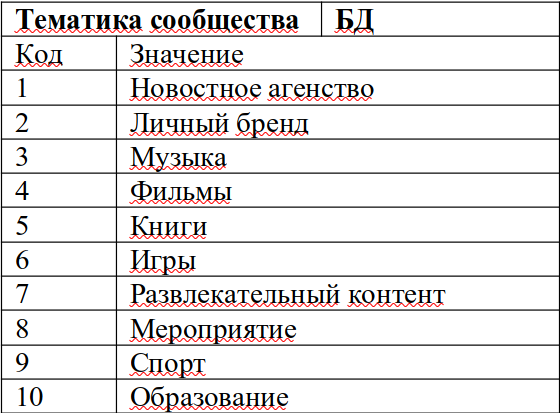 Тематика сообщества БД
Код Значение
1 Новостное агенство
2 Личный бренд
3 Музыка
4 Фильмы
5 Книги
6 Игры
7 Развлекательный контент
8 Мероприятие
9 Спорт
10 Образование